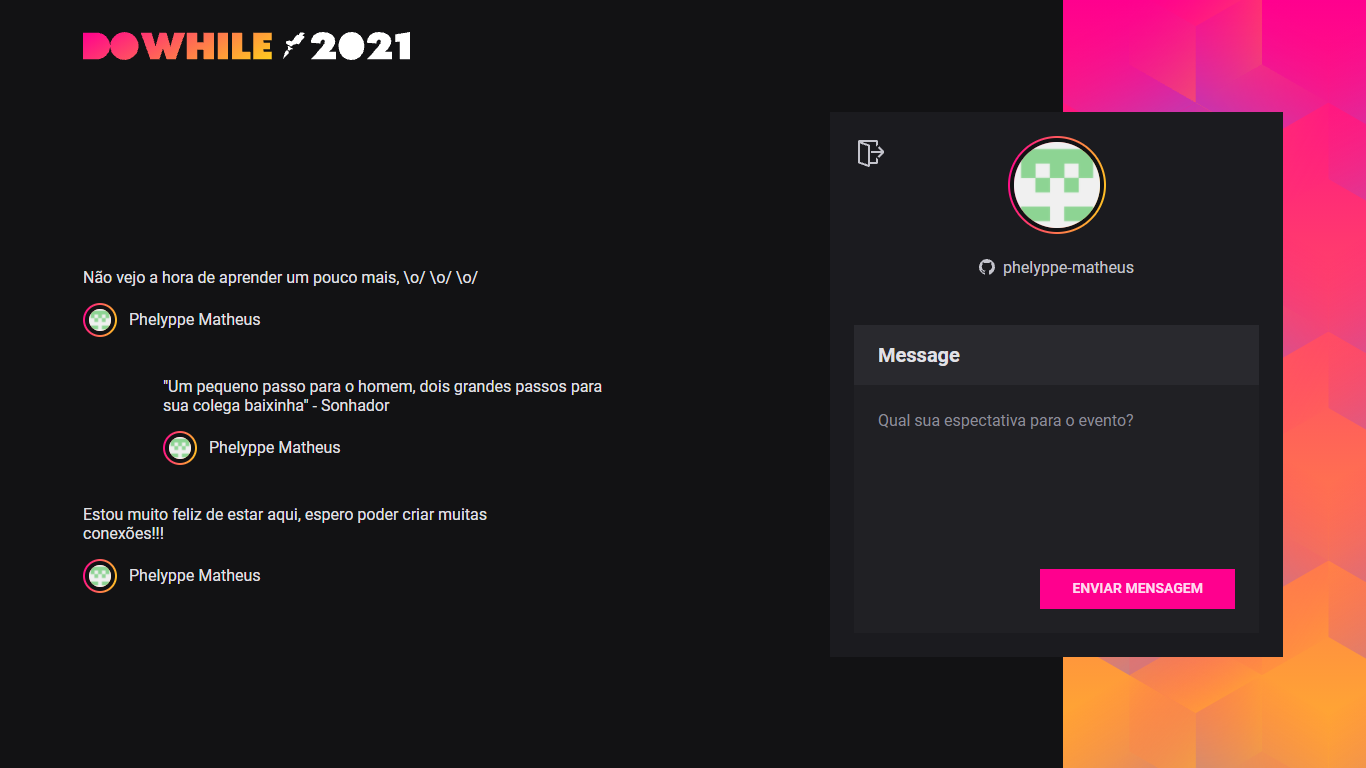 DOWHILE 2021
Não vejo a hora de aprender um pouco mais, \o/ \o/ \o/
Phelyppe Matheus
"Um pequeno passo para o homem, dois grandes passos para
sua colega baixinha" - Sonhador
Phelyppe Matheus
Estou muito feliz de estar aqui, espero poder criar muitas
conexões!!!
Phelyppe Matheus
phelyppe-matheus
Message
Qual sua espectativa para o evento?
ENVIAR MENSAGEM